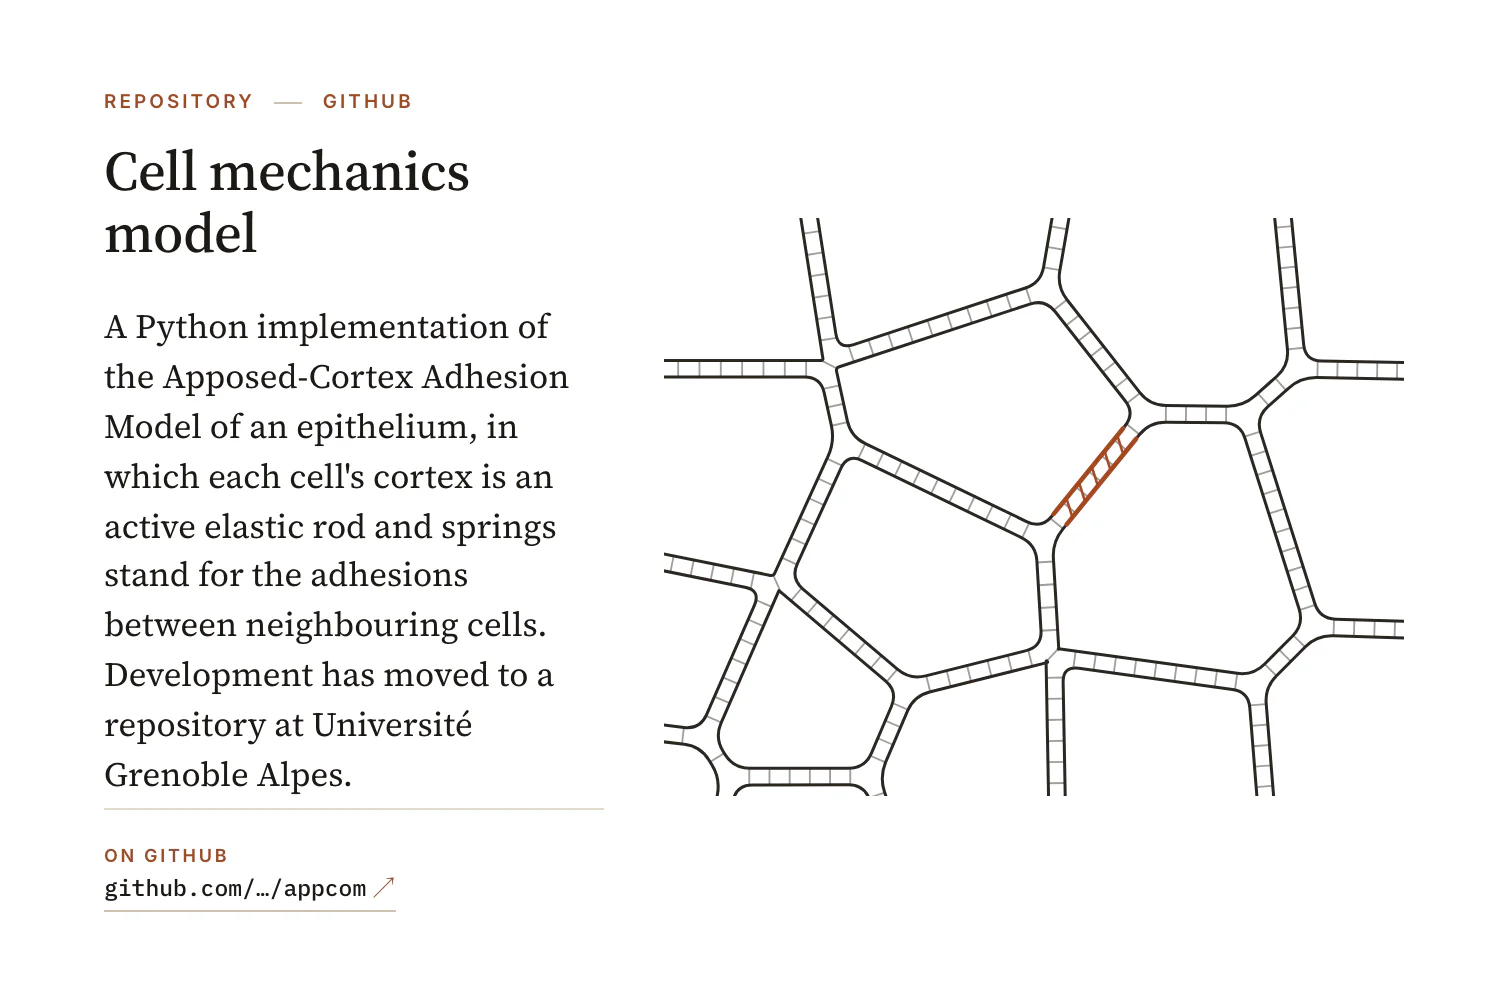 REPOSITORY — GITHUB
Cell mechanics
model
A Python implementation of
the Apposed-Cortex Adhesion
Model of an epithelium, in
which each cell's cortex is an
active elastic rod and springs
stand for the adhesions
between neighbouring cells.
Development has moved to a
repository at Université
Grenoble Alpes.
ON GITHUB
github.com/…/appcom ↗